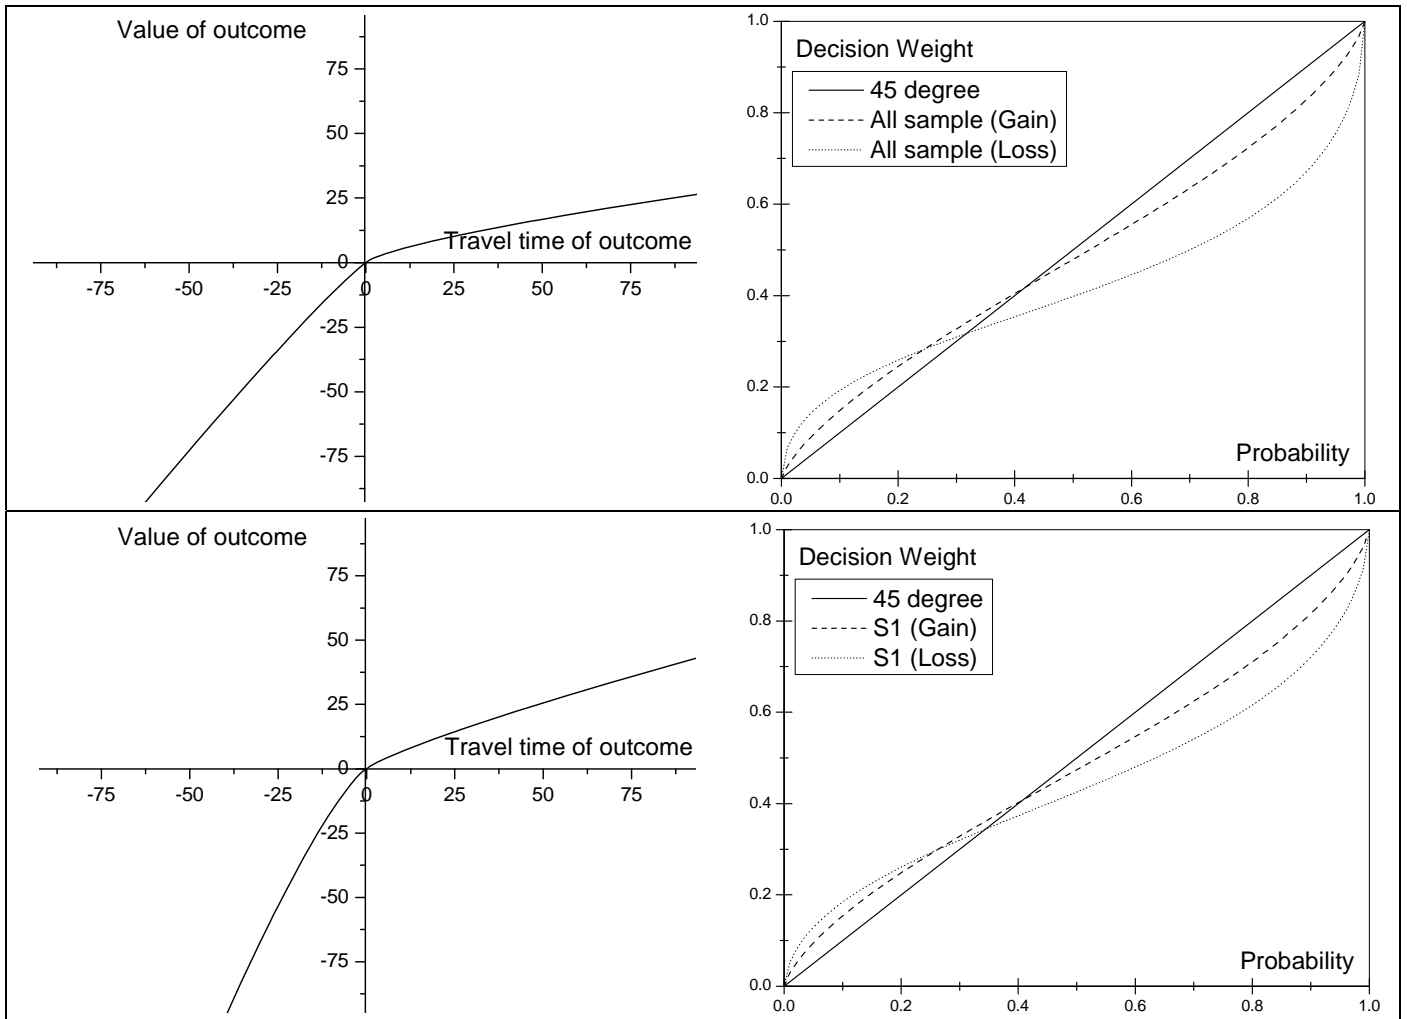 Value of outcome
75
50
25
0
-25
-50
-75
-75 -50 -25 0 25 50 75
Travel time of outcome
Decision Weight
45 degree
All sample (Gain)
All sample (Loss)
1.0
0.8
0.6
0.4
0.2
0.0
0.0 0.2 0.4 0.6 0.8 1.0
Probability
Value of outcome
75
50
25
0
-25
-50
-75
-75 -50 -25 0 25 50 75
Travel time of outcome
Decision Weight
45 degree
S1 (Gain)
S1 (Loss)
1.0
0.8
0.6
0.4
0.2
0.0
0.0 0.2 0.4 0.6 0.8 1.0
Probability